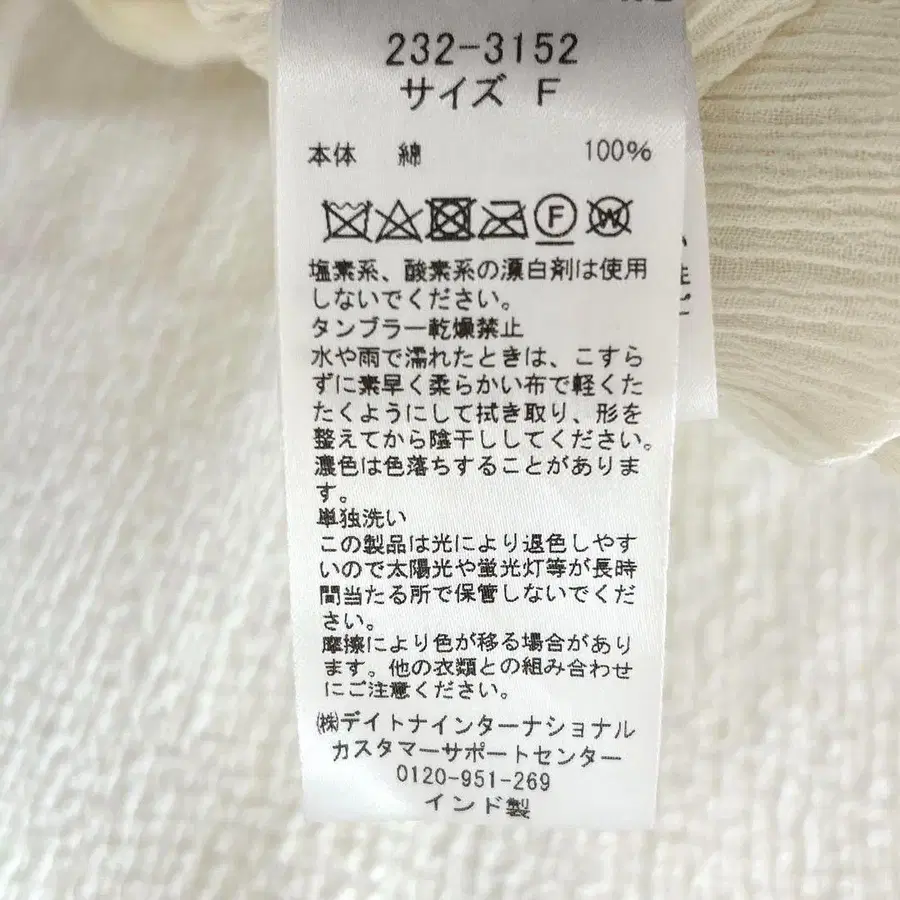 232-3152
サイズ F
本体 綿 100%
F W
塩素系、酸素系の漂白剤は使用
しないでください。
タンブラー乾燥禁止
水や雨で濡れたときは、こすら
ずに素早く柔らかい布で軽くた
たくようにして拭き取り、形を
整えてから陰干ししてください。
濃色は色落ちすることがありま
す。
単独洗い
この製品は光により退色しやす
いので太陽光や蛍光灯等が長時
間当たる所で保管しないでくだ
さい。
摩擦により色が移る場合があり
ます。他の衣類との組み合わせ
にご注意ください。
㈱デイトナインターナショナル
カスタマーサポートセンター
0120-951-269
インド製